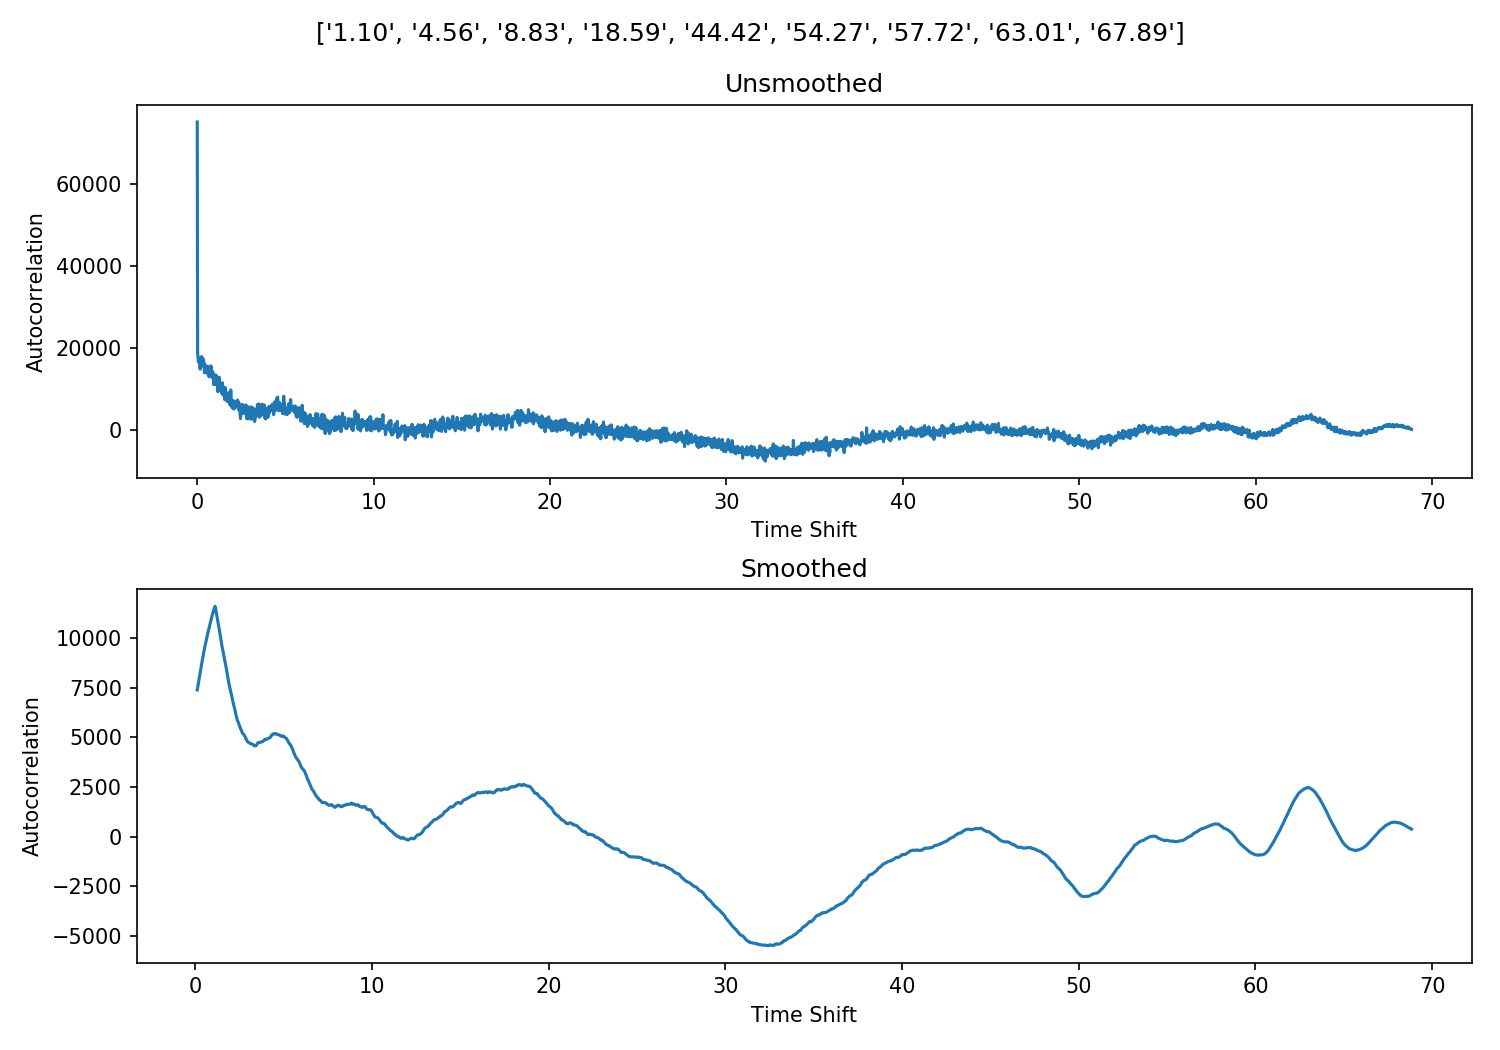 ['1.10', '4.56', '8.83', '18.59', '44.42', '54.27', '57.72', '63.01', '67.89']
Unsmoothed
Autocorrelation
60000
40000
20000
0
0 10 20 30 40 50 60 70
Time Shift
Smoothed
Autocorrelation
10000
7500
5000
2500
0
−2500
−5000
0 10 20 30 40 50 60 70
Time Shift